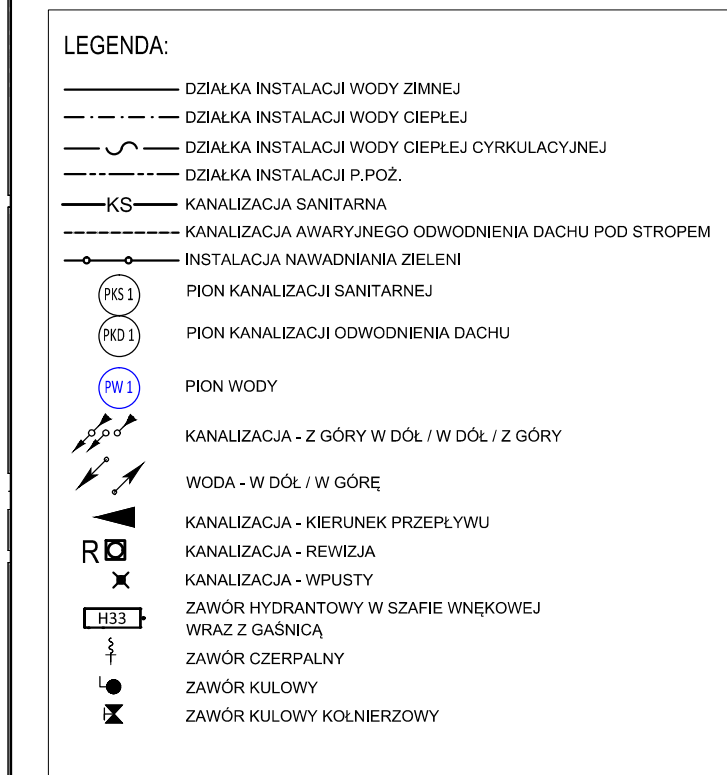 LEGENDA:
DZIAŁKA INSTALACJI WODY ZIMNEJ
DZIAŁKA INSTALACJI WODY CIEPŁEJ
DZIAŁKA INSTALACJI WODY CIEPŁEJ CYRKULACYJNEJ
DZIAŁKA INSTALACJI P.POŻ.
KS KANALIZACJA SANITARNA
KANALIZACJA AWARYJNEGO ODWODNIENIA DACHU POD STROPEM
INSTALACJA NAWADNIANIA ZIELENI
PKS 1 PION KANALIZACJI SANITARNEJ
PKD 1 PION KANALIZACJI ODWODNIENIA DACHU
PW 1 PION WODY
KANALIZACJA - Z GÓRY W DÓŁ / W DÓŁ / Z GÓRY
WODA - W DÓŁ / W GÓRĘ
KANALIZACJA - KIERUNEK PRZEPŁYWU
R KANALIZACJA - REWIZJA
KANALIZACJA - WPUSTY
H33 ZAWÓR HYDRANTOWY W SZAFIE WNĘKOWEJ
WRAZ Z GAŚNICĄ
ZAWÓR CZERPALNY
ZAWÓR KULOWY
ZAWÓR KULOWY KOŁNIERZOWY